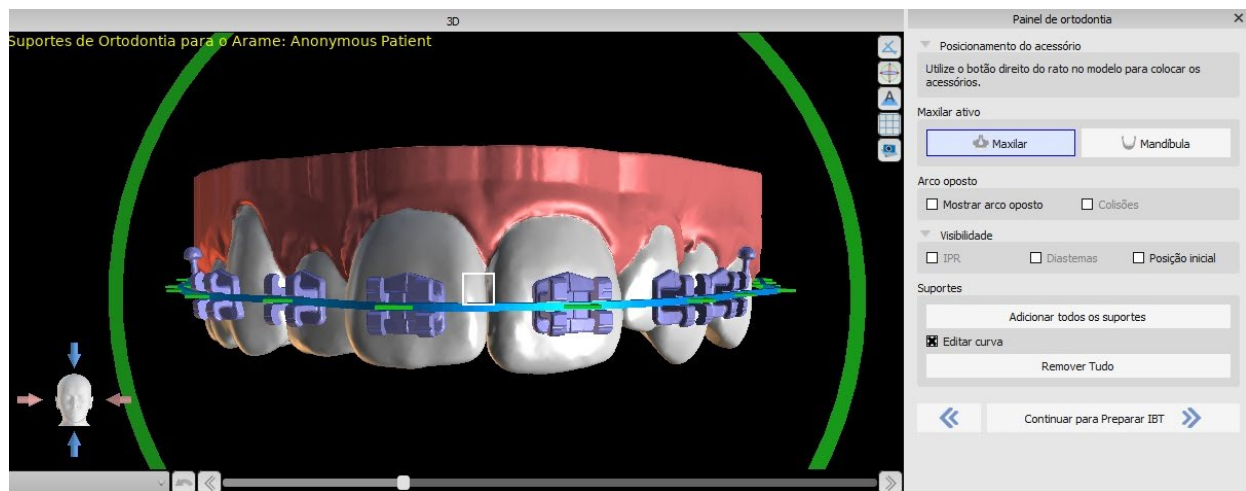 3D
Suportes de Ortodontia para o Arame: Anonymous Patient
Painel de ortodontia
Posicionamento do acessório
Utilize o botão direito do rato no modelo para colocar os
acessórios.
Maxilar ativo
Maxilar
Mandíbula
Arco oposto
Mostrar arco oposto
Colisões
Visibilidade
IPR
Diastemas
Posição inicial
Suportes
Adicionar todos os suportes
Editar curva
Remover Tudo
Continuar para Preparar IBT